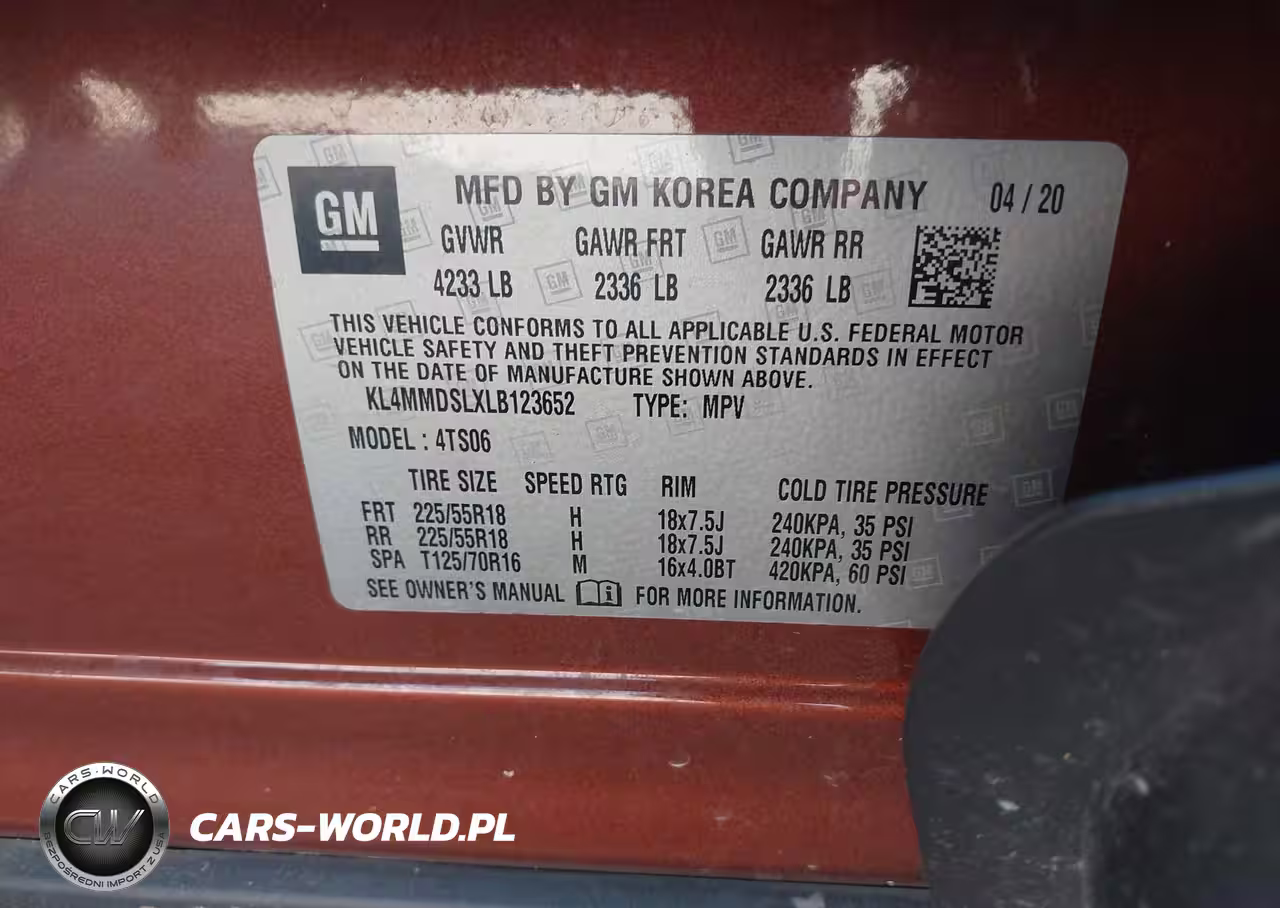 GM
MFD BY GM KOREA COMPANY 04 / 20
GVWR GAWR FRT GAWR RR
4233 LB 2336 LB 2336 LB
THIS VEHICLE CONFORMS TO ALL APPLICABLE U.S. FEDERAL MOTOR
VEHICLE SAFETY AND THEFT PREVENTION STANDARDS IN EFFECT
ON THE DATE OF MANUFACTURE SHOWN ABOVE.
KL4MMDSLXLB123652 TYPE: MPV
MODEL : 4TS06
TIRE SIZE SPEED RTG RIM COLD TIRE PRESSURE
FRT 225/55R18 H 18x7.5J 240KPA, 35 PSI
RR 225/55R18 H 18x7.5J 240KPA, 35 PSI
SPA T125/70R16 M 16x4.0BT 420KPA, 60 PSI
SEE OWNER'S MANUAL FOR MORE INFORMATION.
CARS-WORLD
CW
BEZPOŚREDNI IMPORT Z USA
CARS-WORLD.PL